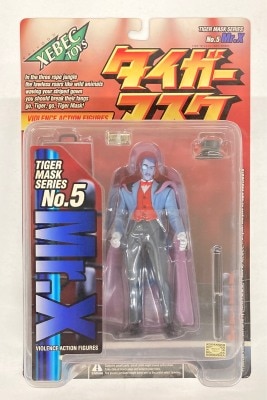 XEBEC
TOYS
TIGER MASK SERIES
No.5 Mr.X
In the three rope jungle
the lawless roars like wild animals
waving your striped gown
you should break their fangs
go, Tiger, go, Tiger Mask!
タイガー
マスク
VIOLENCE ACTION FIGURES
TIGER
MASK
SERIES
No.5
Mr.X
VIOLENCE ACTION FIGURES